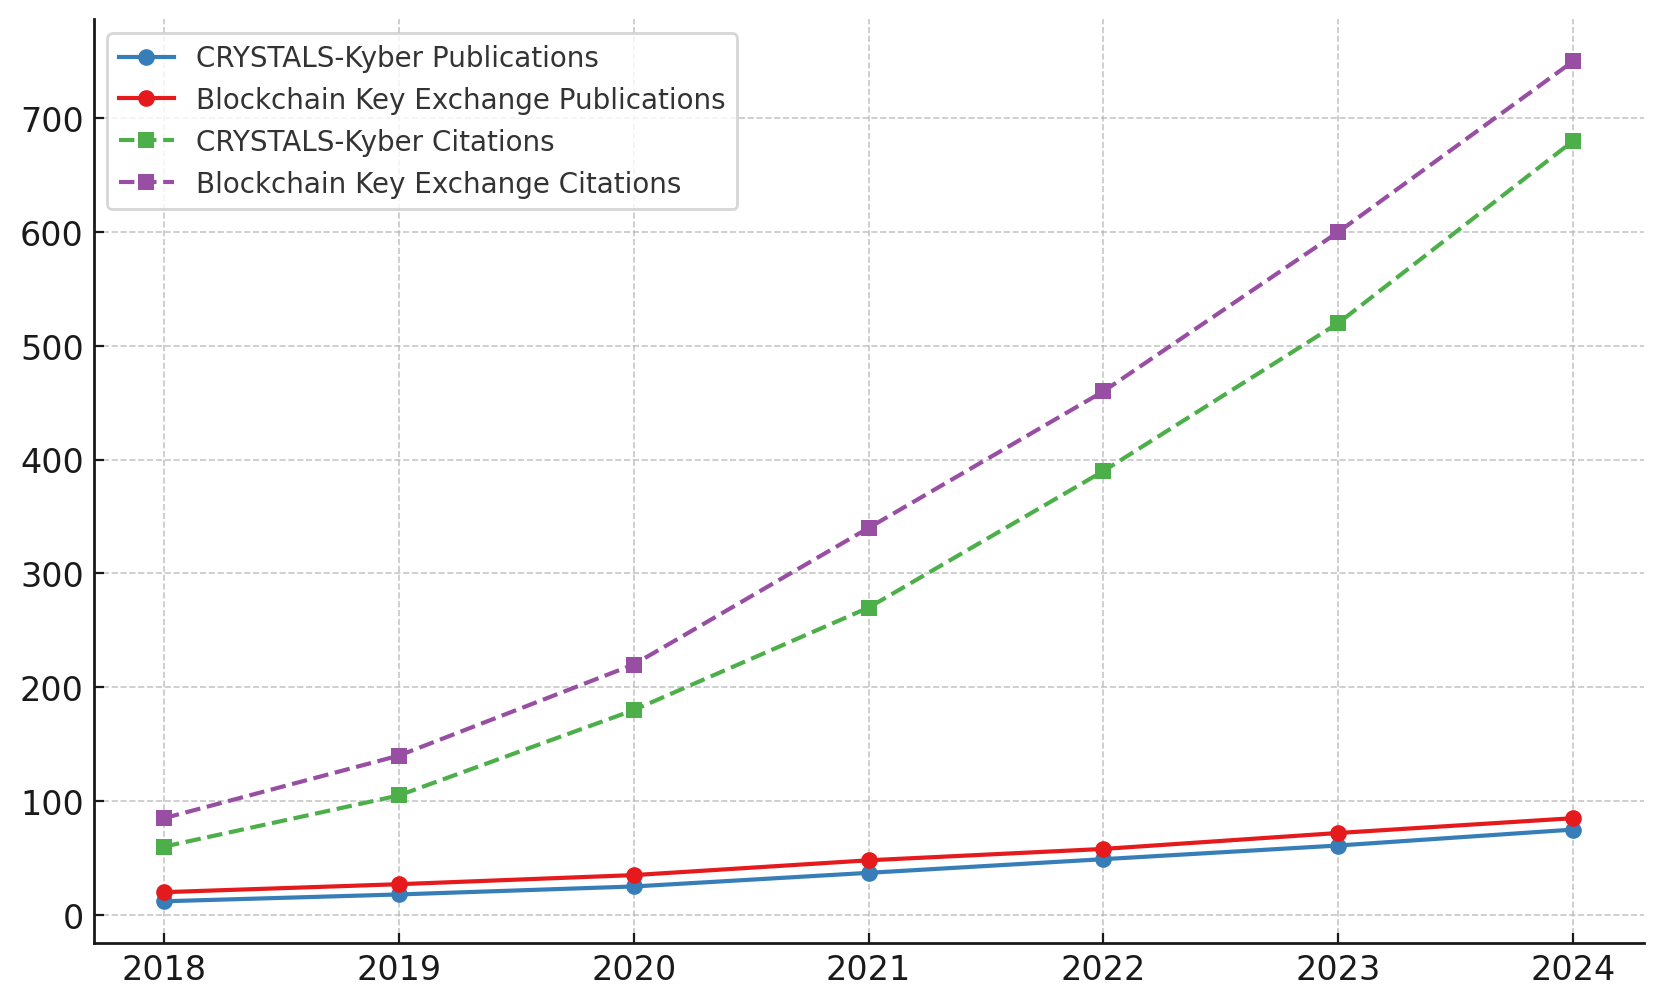 CRYSTALS-Kyber Publications
Blockchain Key Exchange Publications
CRYSTALS-Kyber Citations
Blockchain Key Exchange Citations
700
600
500
400
300
200
100
0
2018 2019 2020 2021 2022 2023 2024